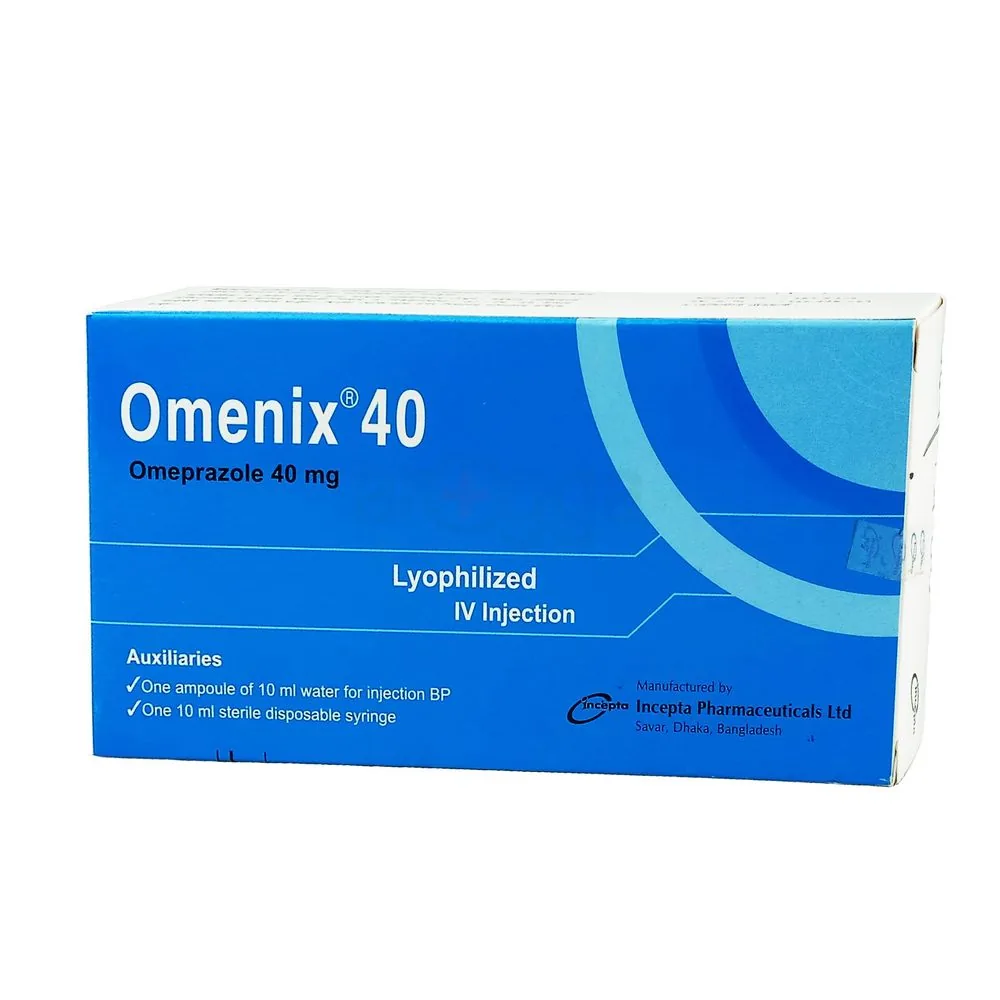 Omenix® 40
Omeprazole 40 mg
Lyophilized
IV Injection
Auxiliaries
✓One ampoule of 10 ml water for injection BP
✓One 10 ml sterile disposable syringe
Manufactured by
incepta Incepta Pharmaceuticals Ltd
Savar, Dhaka, Bangladesh